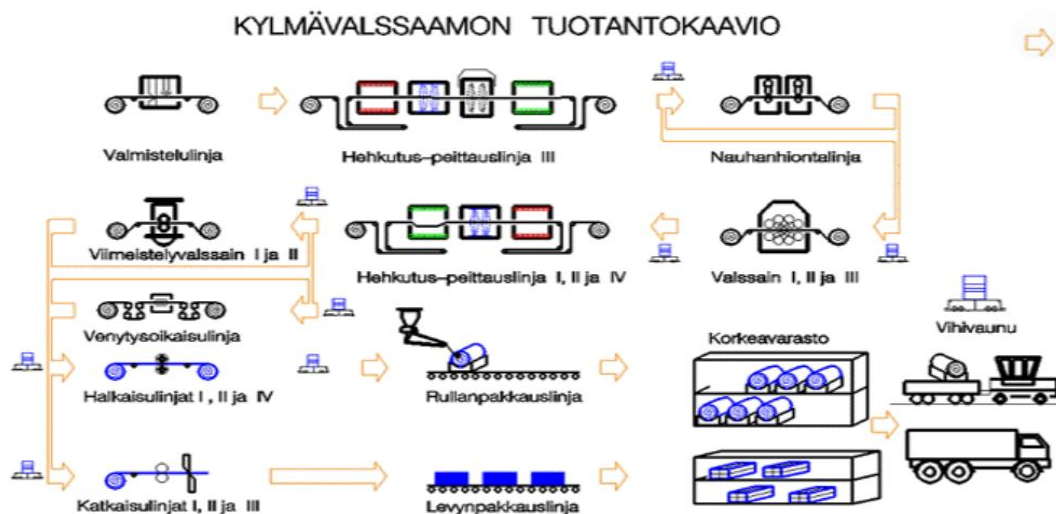 KYLMÄVALSSAAMON TUOTANTOKAAVIO
Valmistelulinja
Hehkutus-peittauslinja III
Nauhanhiontalinja
Viimeistelyvalssain I ja II
Hehkutus-peittauslinja I, II ja IV
Valssain I, II ja III
Venytysoikaisulinja
Korkeavarasto
Vihivaunu
Halkaisulinjat I, II ja IV
Rullanpakkauslinja
Katkaisulinjat I, II ja III
Levynpakkauslinja